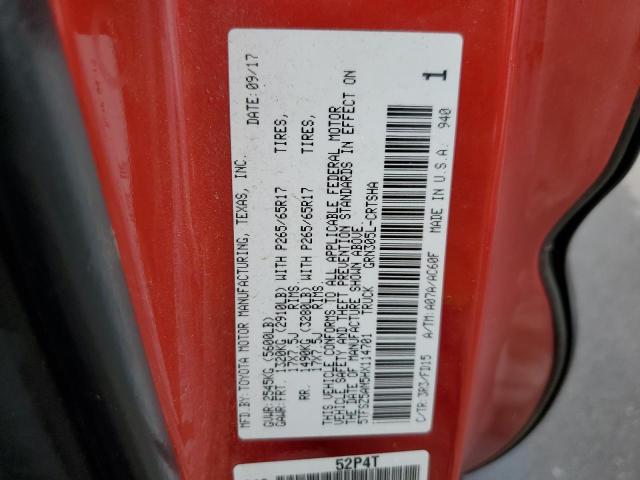 MFD.BY: TOYOTA MOTOR MANUFACTURING, TEXAS, INC. DATE: 09/17
GVWR: 2545KG (5600LB)
GAWR:FRT. 1320KG (2910LB) WITH P265/65R17 TIRES,
17X7.5J RIMS
RR. 1490KG (3280LB) WITH P265/65R17 TIRES,
17X7.5J RIMS
THIS VEHICLE CONFORMS TO ALL APPLICABLE FEDERAL MOTOR
VEHICLE SAFETY AND THEFT PREVENTION STANDARDS IN EFFECT ON
THE DATE OF MANUFACTURE SHOWN ABOVE.
5TFSZ5AN5HX114701 TRUCK GRN305L-CRTSHA
C/TR:3R3/FD15 A/TM:A07A/AC60F MADE IN U.S.A. 940
1
52P4T